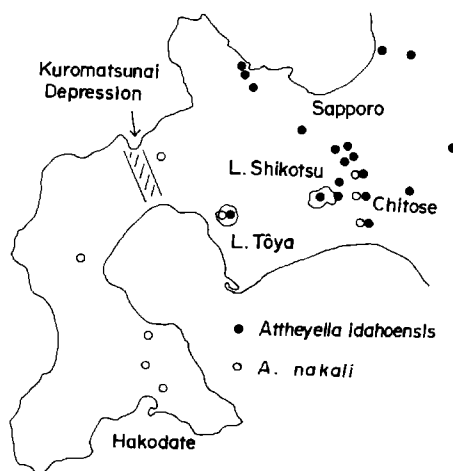 Kuromatsunai
Depression
Sapporo
L. Shikotsu
Chitose
L. Tôya
Attheyella idahoensis
A. nakaii
Hakodate